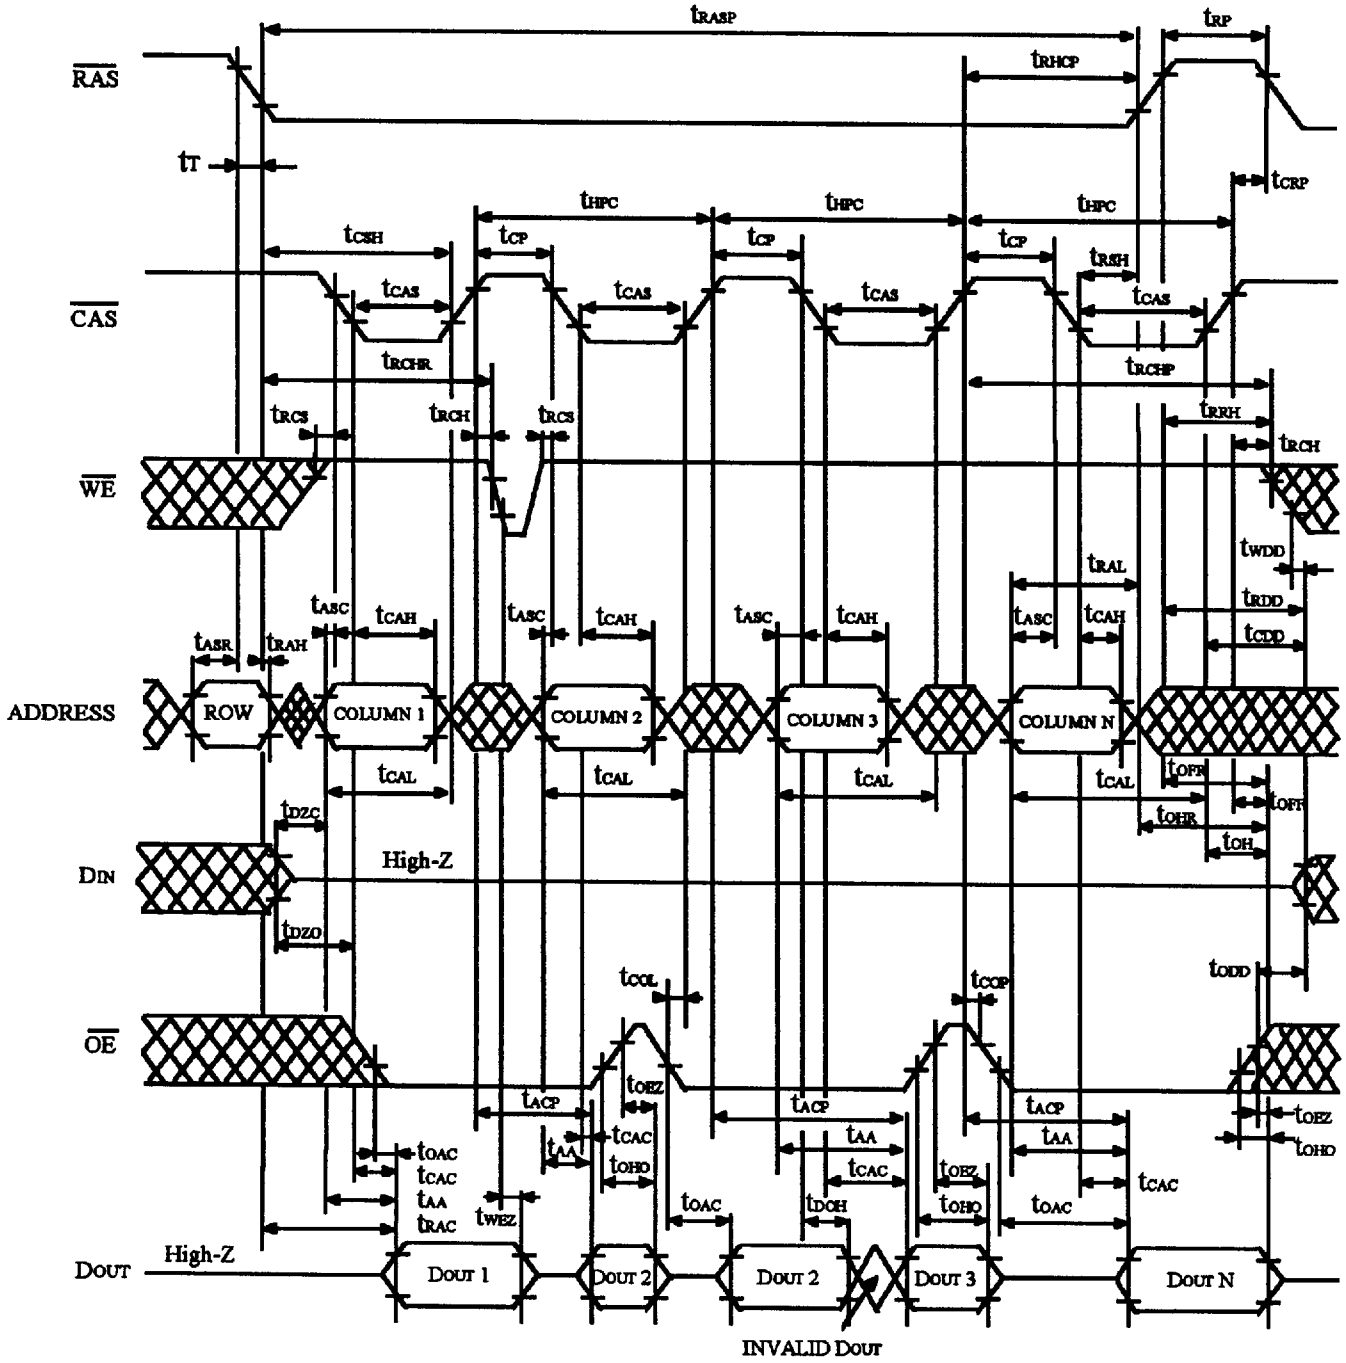 tRASP
tRP
tRHCP
RAS
tT
tCRP
tHPC
tHPC
tHPC
tCSH
tCP
tCP
tCP
tRSH
tCAS
tCAS
tCAS
tCAS
CAS
tRCHR
tRCHP
tRCS
tRCH
tRCS
tRRH
tRCH
WE
tWDD
tRAL
tASC
tCAH
tASC
tCAH
tASC
tCAH
tASC
tCAH
tRDD
tASR
tRAH
tCDD
ADDRESS
ROW
COLUMN 1
COLUMN 2
COLUMN 3
COLUMN N
tCAL
tCAL
tCAL
tCAL
tOFR
tOFF
tDZC
tOHR
tOH
High-Z
DIN
tDZO
tCOL
tCOP
tODD
OE
tOEZ
tACP
tACP
tACP
tOEZ
tCAC
tAA
tAA
tAA
tOHO
tOAC
tOHO
tCAC
tOEZ
tCAC
tCAC
tAA
tOAC
tDOH
tOHO
tOAC
tWEZ
tRAC
High-Z
DOUT
DOUT 1
DOUT 2
DOUT 2
DOUT 3
DOUT N
INVALID DOUT